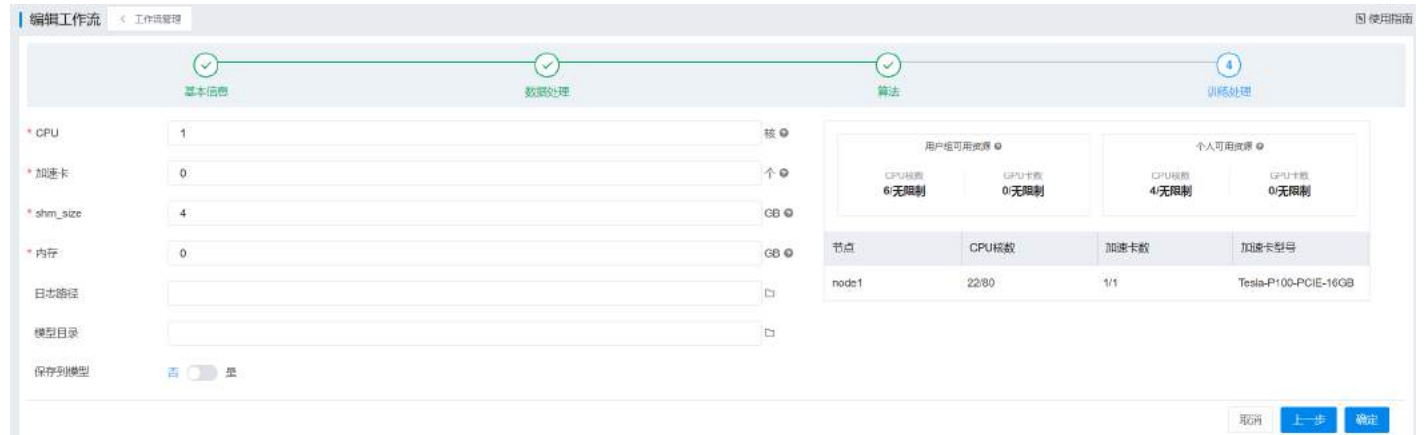 编辑工作流 < 工作流管理 使用指南
基本信息 数据处理 算法 4 训练处理
* CPU 1 核
* 加速卡 0 个
* shm_size 4 GB
* 内存 0 GB
日志路径
模型目录
保存到模型 否 是
用户组可用资源 个人可用资源
CPU核数 GPU卡数 CPU核数 GPU卡数
6/无限制 0/无限制 4/无限制 0/无限制
节点 CPU核数 加速卡数 加速卡型号
node1 22/80 1/1 Tesla-P100-PCIE-16GB
取消 上一步 确定